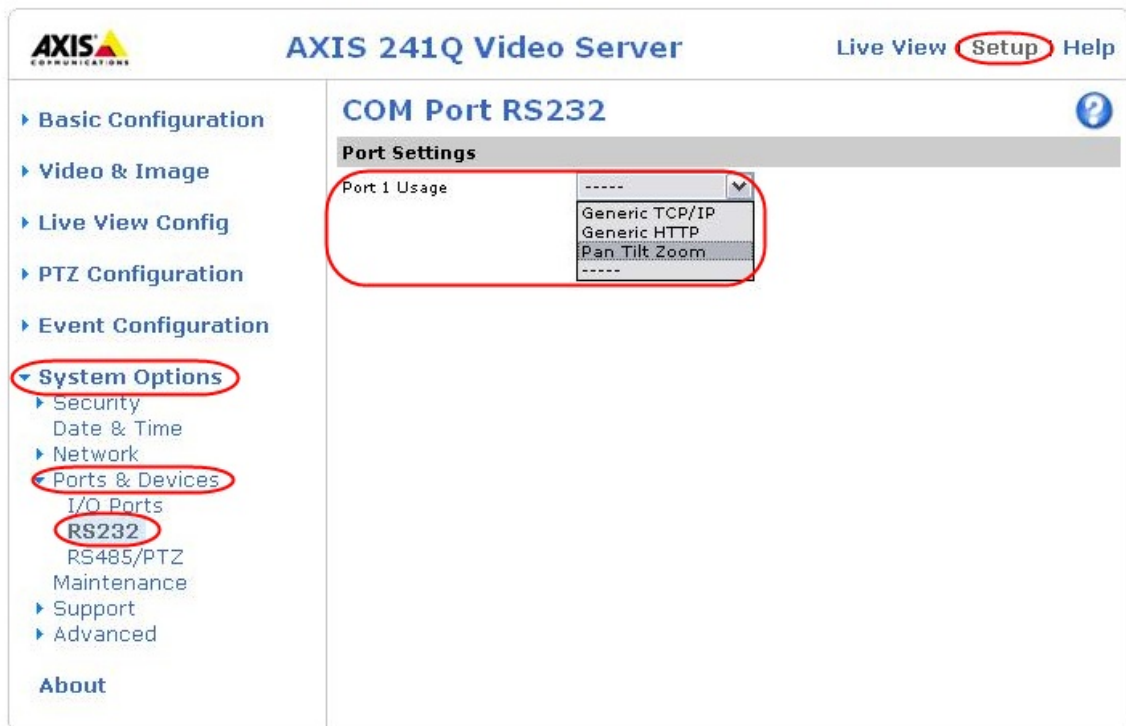 AXIS
COMMUNICATIONS
AXIS 241Q Video Server
Live View | Setup | Help
Basic Configuration
Video & Image
Live View Config
PTZ Configuration
Event Configuration
System Options
Security
Date & Time
Network
Ports & Devices
I/O Ports
RS232
RS485/PTZ
Maintenance
Support
Advanced
About
COM Port RS232
?
Port Settings
Port 1 Usage
-----
Generic TCP/IP
Generic HTTP
Pan Tilt Zoom
-----